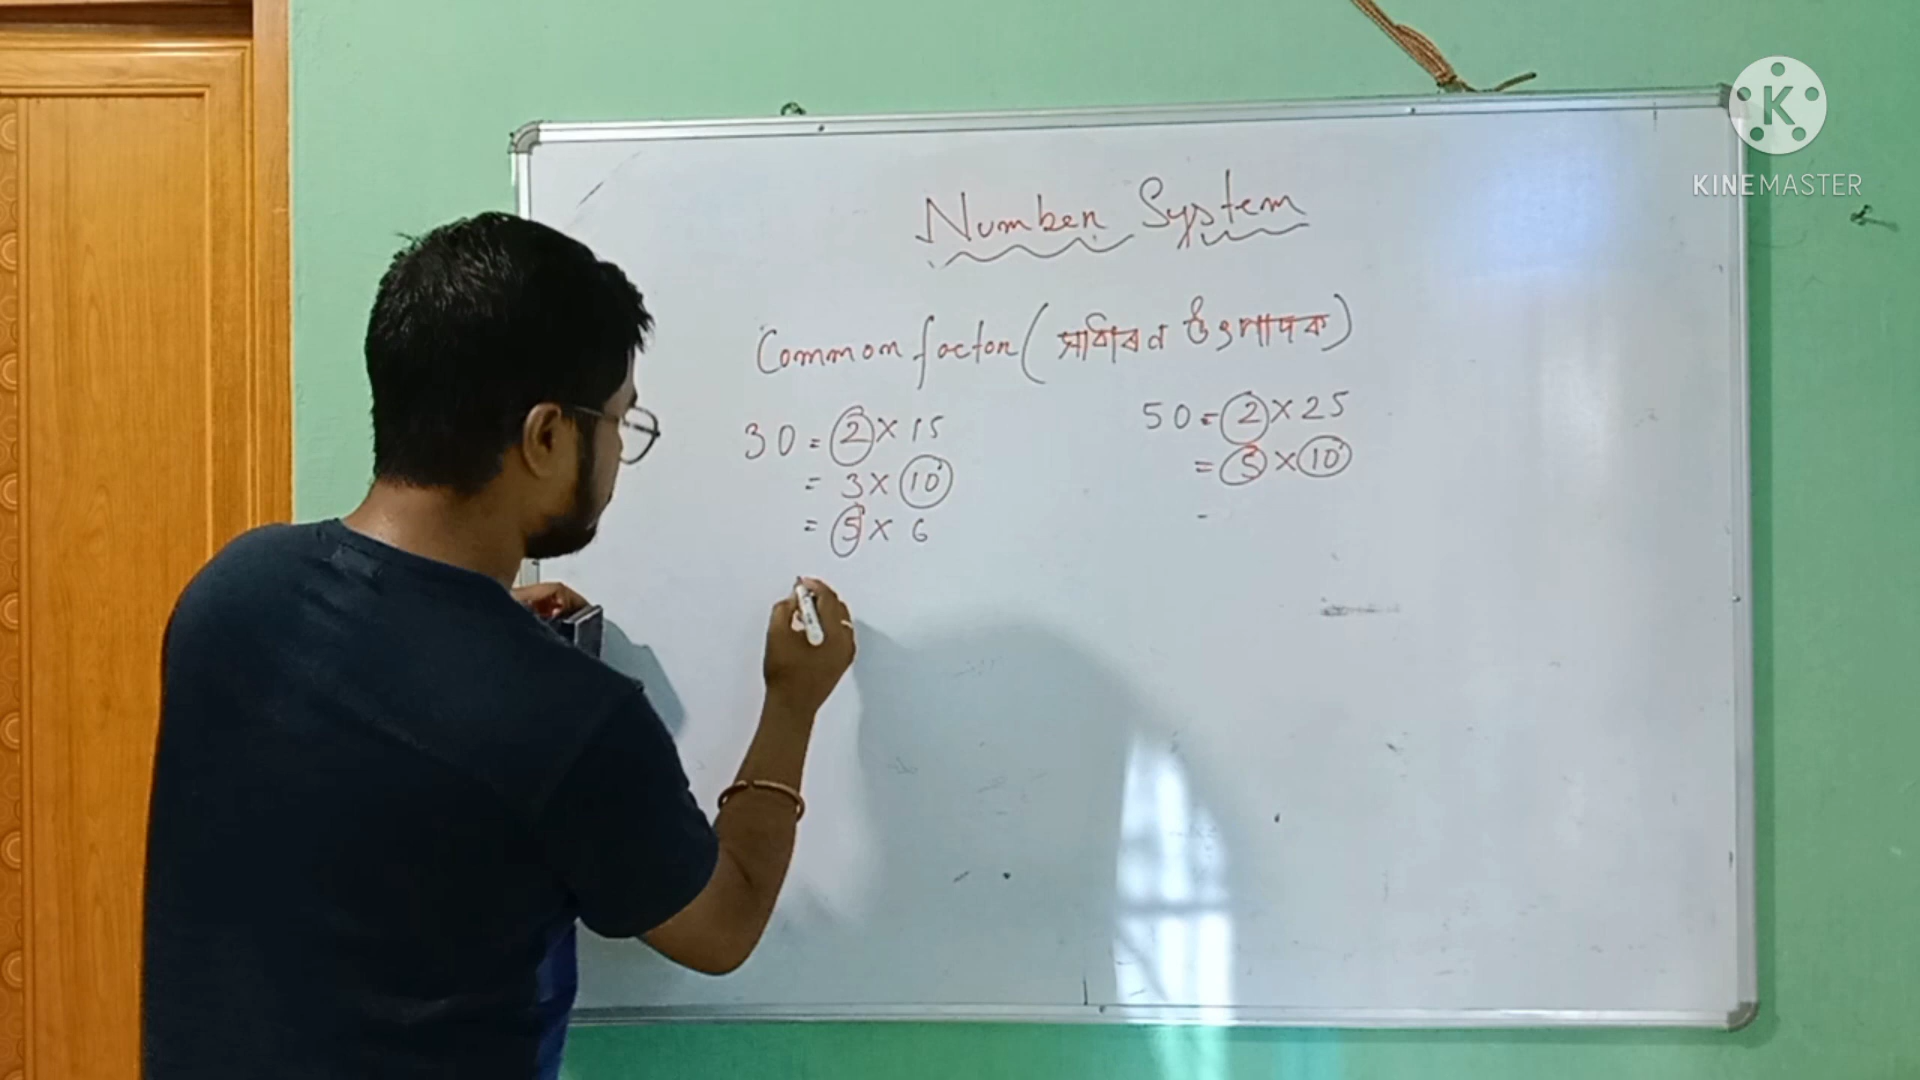 KINEMASTER
Number System
Common factor (সাধাৰণ উৎপাদক)
30 = 2 × 15
= 3 × 10
= 5 × 6
50 = 2 × 25
= 5 × 10
-